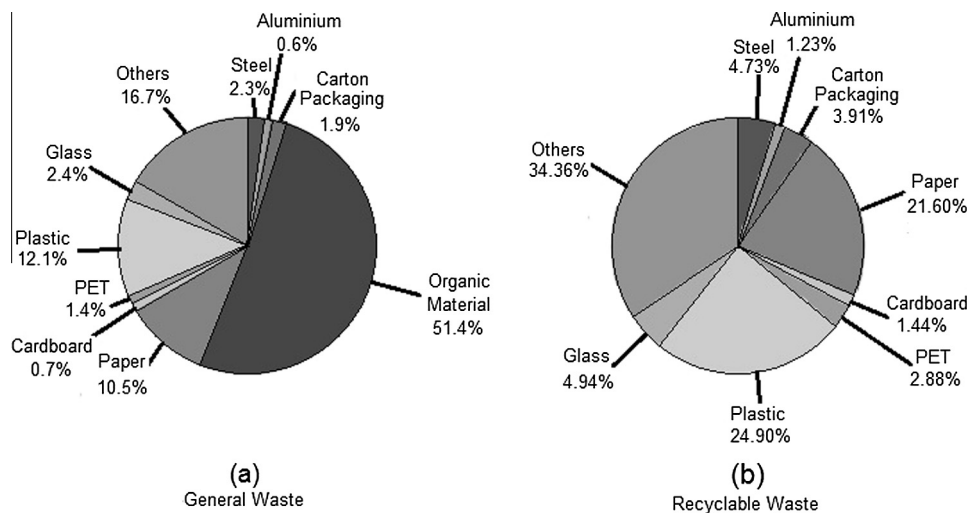 Aluminium
0.6%
Steel
2.3%
Carton
Packaging
1.9%
Others
16.7%
Glass
2.4%
Plastic
12.1%
PET
1.4%
Cardboard
0.7%
Paper
10.5%
Organic
Material
51.4%
(a)
General Waste
Aluminium
1.23%
Steel
4.73%
Carton
Packaging
3.91%
Others
34.36%
Paper
21.60%
Cardboard
1.44%
PET
2.88%
Glass
4.94%
Plastic
24.90%
(b)
Recyclable Waste